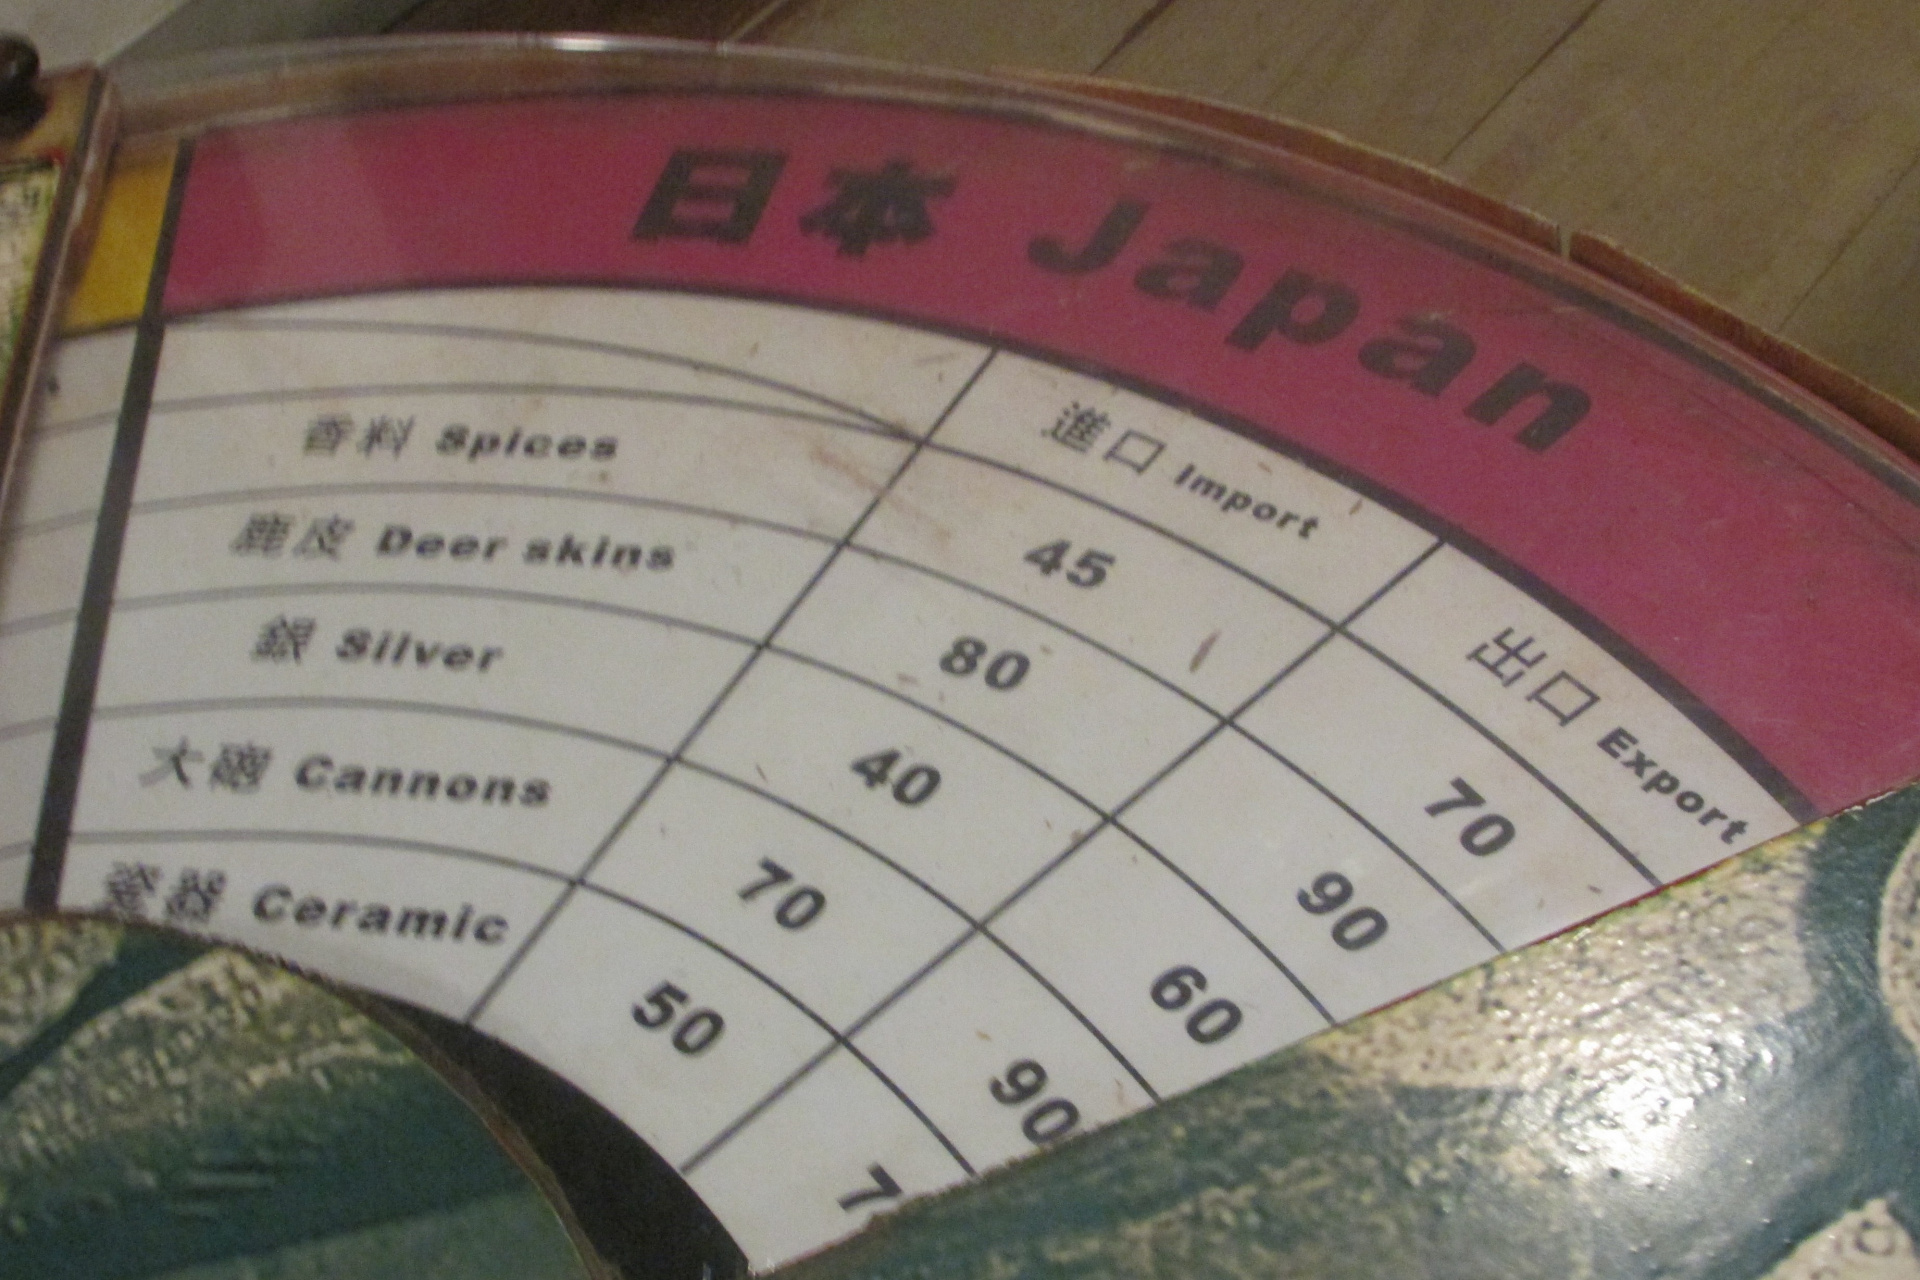 日本 Japan
進口 Import 出口 Export
香料 Spices 45 70
鹿皮 Deer skins 80 90
銀 Silver 40 60
大砲 Cannons 70 90
瓷器 Ceramic 50